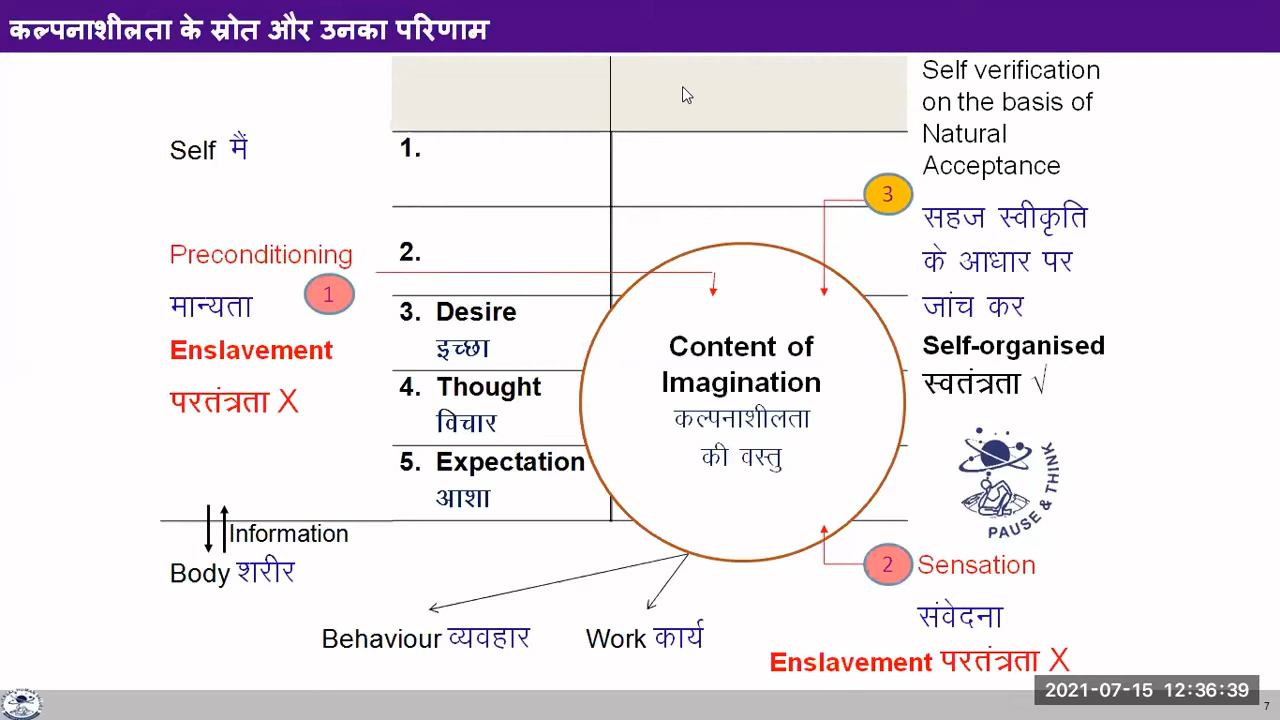 कल्पनाशीलता के स्रोत और उनका परिणाम
Self verification
on the basis of
Natural
Acceptance
Self मैं
1.
3
सहज स्वीकृति
के आधार पर
जांच कर
Preconditioning
2.
मान्यता
1
3. Desire
इच्छा
Content of
Imagination
कल्पनाशीलता
की वस्तु
Self-organised
स्वतंत्रता √
Enslavement
परतंत्रता X
4. Thought
विचार
5. Expectation
आशा
PAUSE & THINK
Information
Body शरीर
2
Sensation
संवेदना
Behaviour व्यवहार
Work कार्य
Enslavement परतंत्रता X
2021-07-15 12:36:39
7